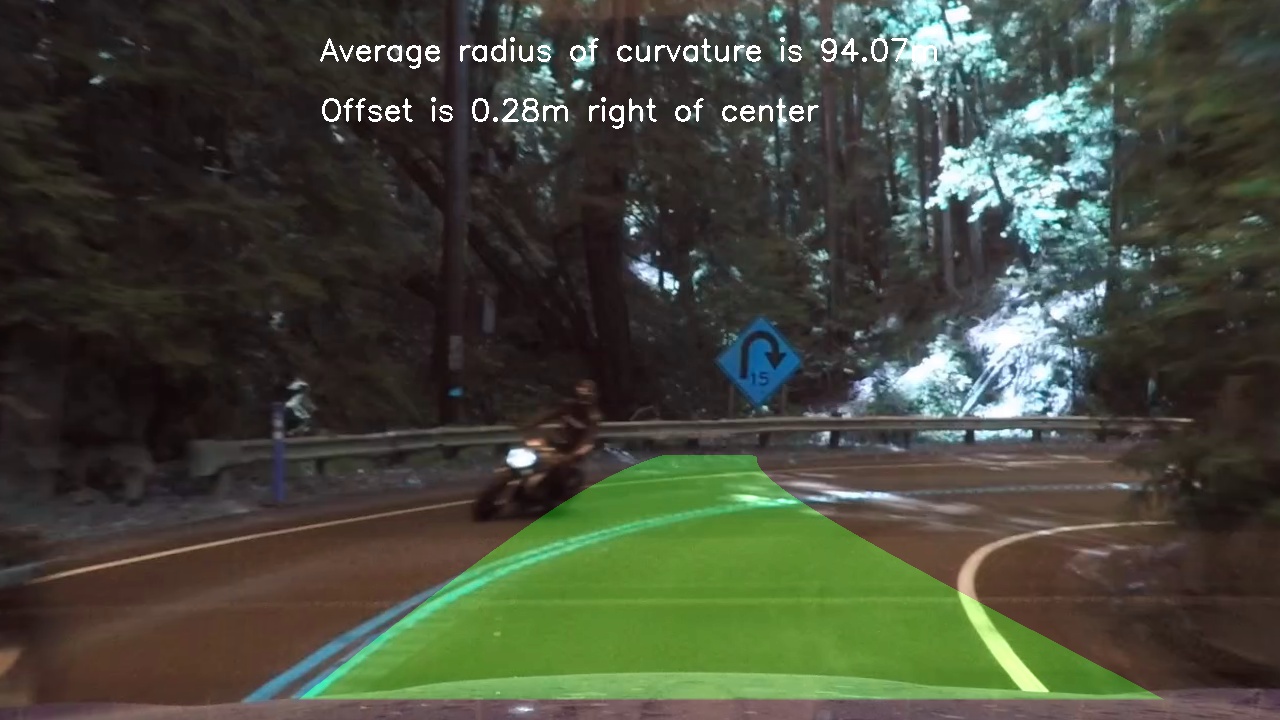 Average radius of curvature is 94.07m
Offset is 0.28m right of center
15